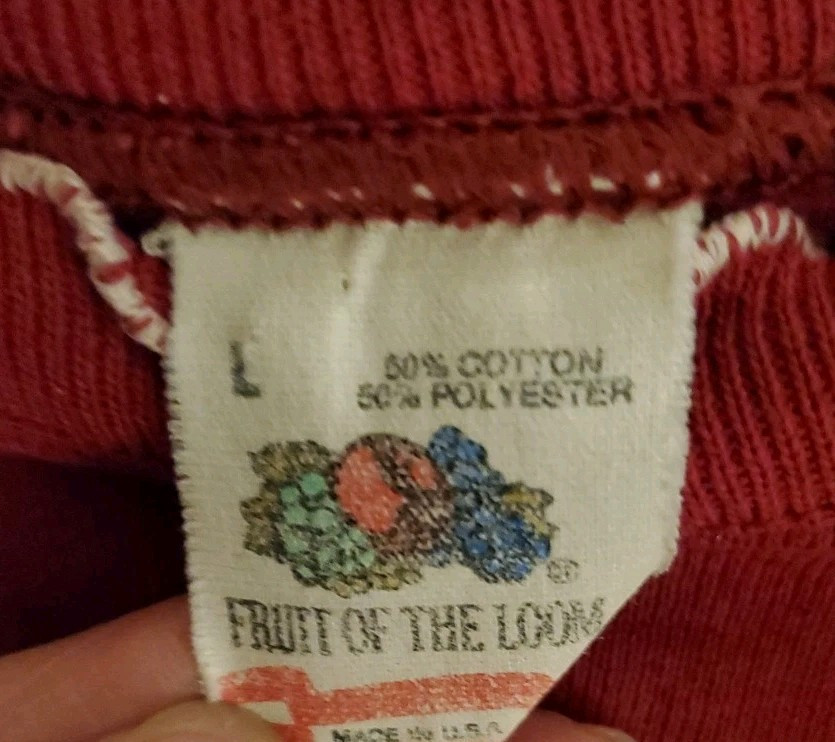 L
50% COTTON
50% POLYESTER
®
FRUIT OF THE LOOM
MADE IN U.S.A.